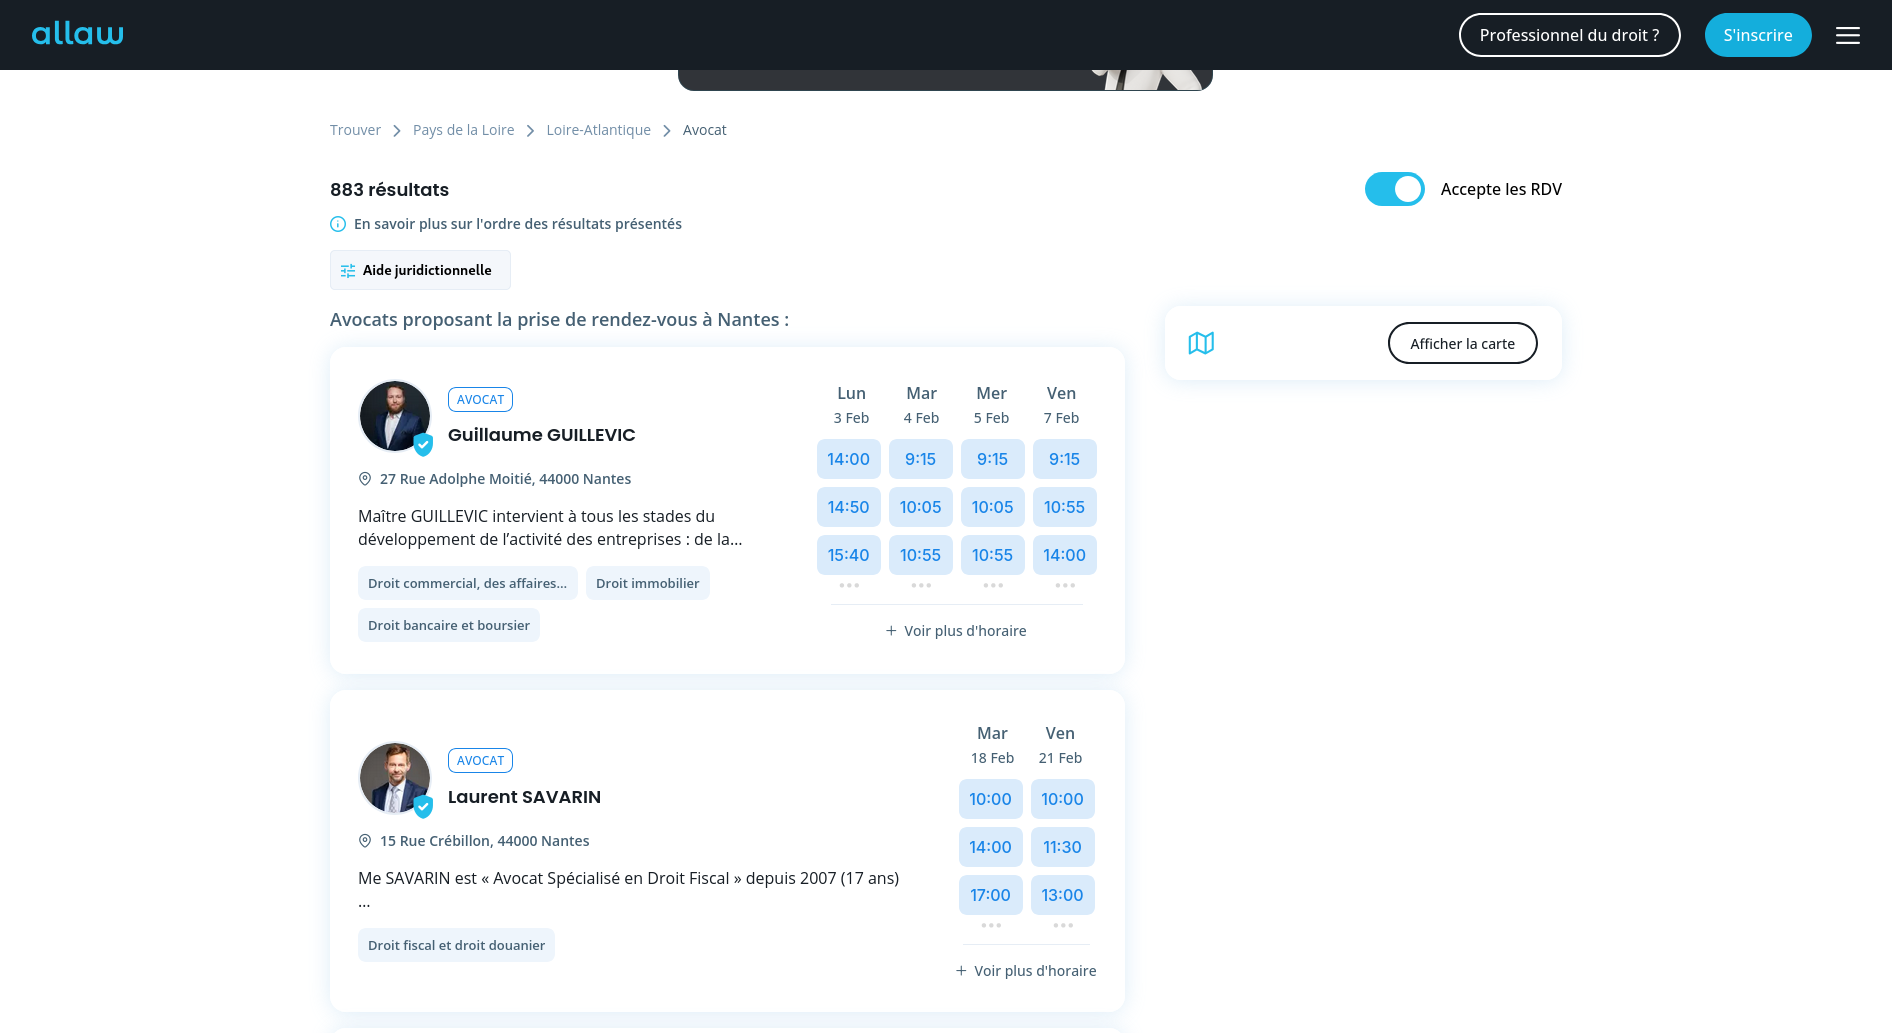 allaw
Professionnel du droit ?
S'inscrire
Trouver
Pays de la Loire
Loire-Atlantique
Avocat
883 résultats
Accepte les RDV
En savoir plus sur l'ordre des résultats présentés
Aide juridictionnelle
Avocats proposant la prise de rendez-vous à Nantes :
Afficher la carte
AVOCAT
Guillaume GUILLEVIC
27 Rue Adolphe Moitié, 44000 Nantes
Maître GUILLEVIC intervient à tous les stades du
développement de l’activité des entreprises : de la...
Droit commercial, des affaires...
Droit immobilier
Droit bancaire et boursier
Lun Mar Mer Ven
3 Feb 4 Feb 5 Feb 7 Feb
14:00 9:15 9:15 9:15
14:50 10:05 10:05 10:55
15:40 10:55 10:55 14:00
+ Voir plus d'horaire
AVOCAT
Laurent SAVARIN
15 Rue Crébillon, 44000 Nantes
Me SAVARIN est « Avocat Spécialisé en Droit Fiscal » depuis 2007 (17 ans)
...
Droit fiscal et droit douanier
Mar Ven
18 Feb 21 Feb
10:00 10:00
14:00 11:30
17:00 13:00
+ Voir plus d'horaire